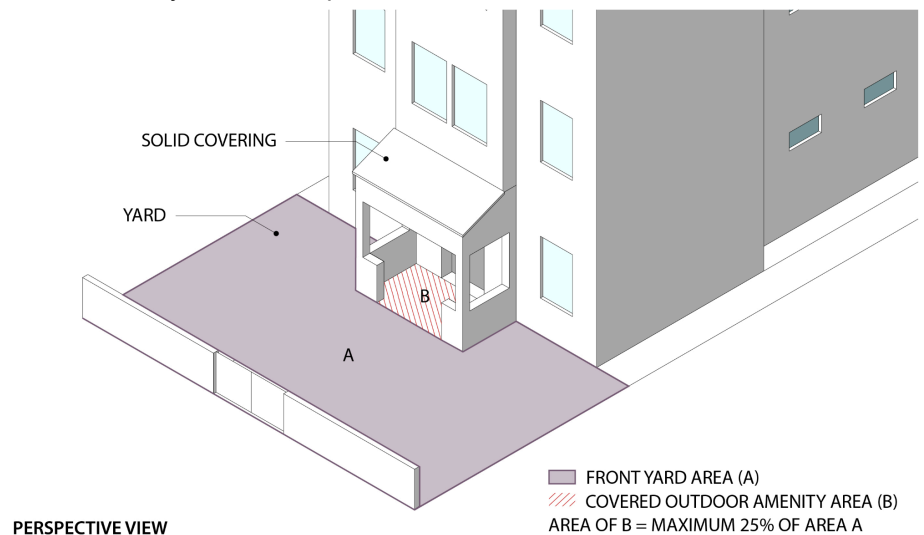 SOLID COVERING
YARD
B
A
FRONT YARD AREA (A)
COVERED OUTDOOR AMENITY AREA (B)
AREA OF B = MAXIMUM 25% OF AREA A
PERSPECTIVE VIEW